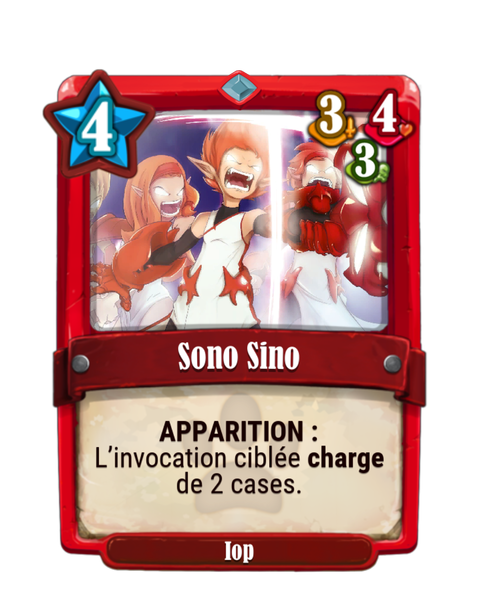 4
3
4
3
Sono Sino
APPARITION :
L'invocation ciblée charge
de 2 cases.
Iop